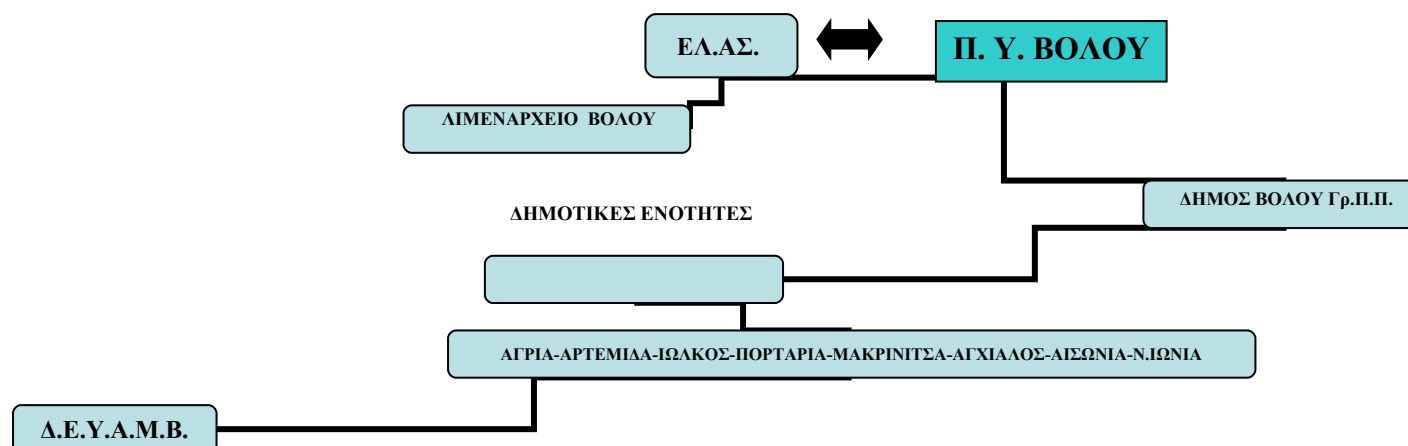 ΕΛ.ΑΣ.
Π. Υ. ΒΟΛΟΥ
ΛΙΜΕΝΑΡΧΕΙΟ ΒΟΛΟΥ
ΔΗΜΟΣ ΒΟΛΟΥ Γρ.Π.Π.
ΔΗΜΟΤΙΚΕΣ ΕΝΟΤΗΤΕΣ
ΑΓΡΙΑ-ΑΡΤΕΜΙΔΑ-ΙΩΛΚΟΣ-ΠΟΡΤΑΡΙΑ-ΜΑΚΡΙΝΙΤΣΑ-ΑΓΧΙΑΛΟΣ-ΑΙΣΩΝΙΑ-Ν.ΙΩΝΙΑ
Δ.Ε.Υ.Α.Μ.Β.